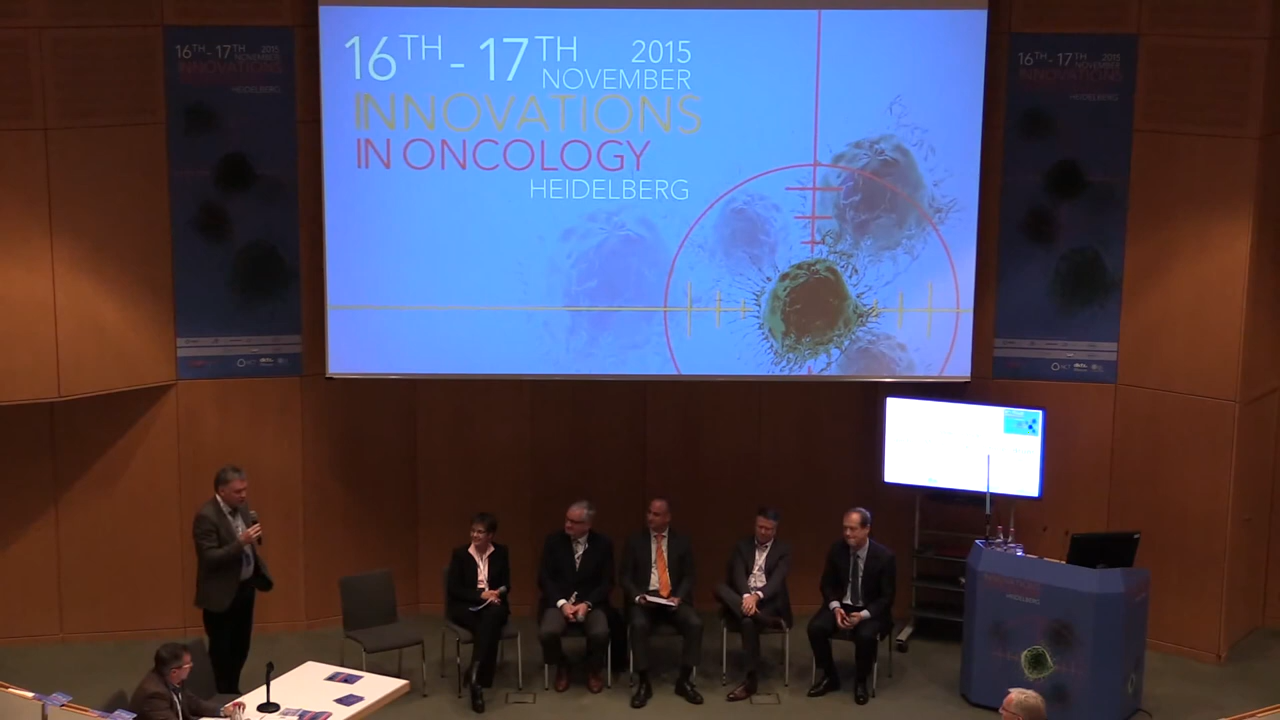 16TH - 17TH 2015
NOVEMBER
INNOVATIONS
IN ONCOLOGY
HEIDELBERG
16TH - 17TH 2015
NOVEMBER
INNOVATIONS
HEIDELBERG
16TH - 17TH 2015
NOVEMBER
INNOVATIONS
HEIDELBERG
HEIDELBERG